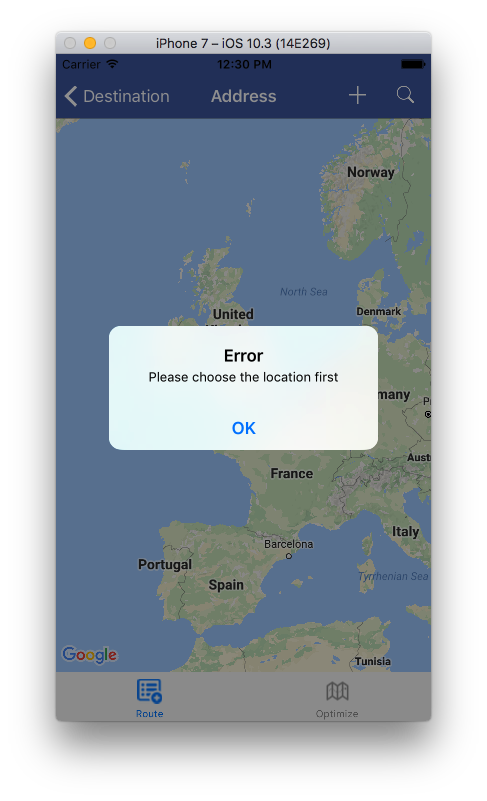 iPhone 7 – iOS 10.3 (14E269)
Carrier 12:30 PM
Destination Address
Norway
North Sea
Denmark
United
Error
Please choose the location first
OK
many
P
Aust
France
Italy
Barcelona
Portugal
Spain
Tyrrhenian Sea
Google
Tunisia
Route Optimize